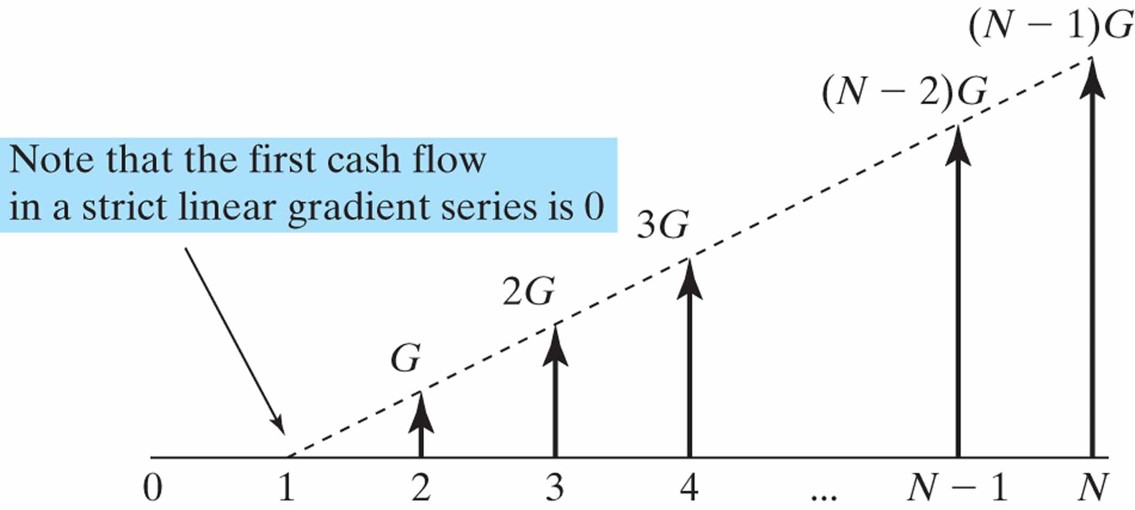 (N − 1)G
(N − 2)G
Note that the first cash flow
in a strict linear gradient series is 0
3G
2G
G
0 1 2 3 4 ... N − 1 N